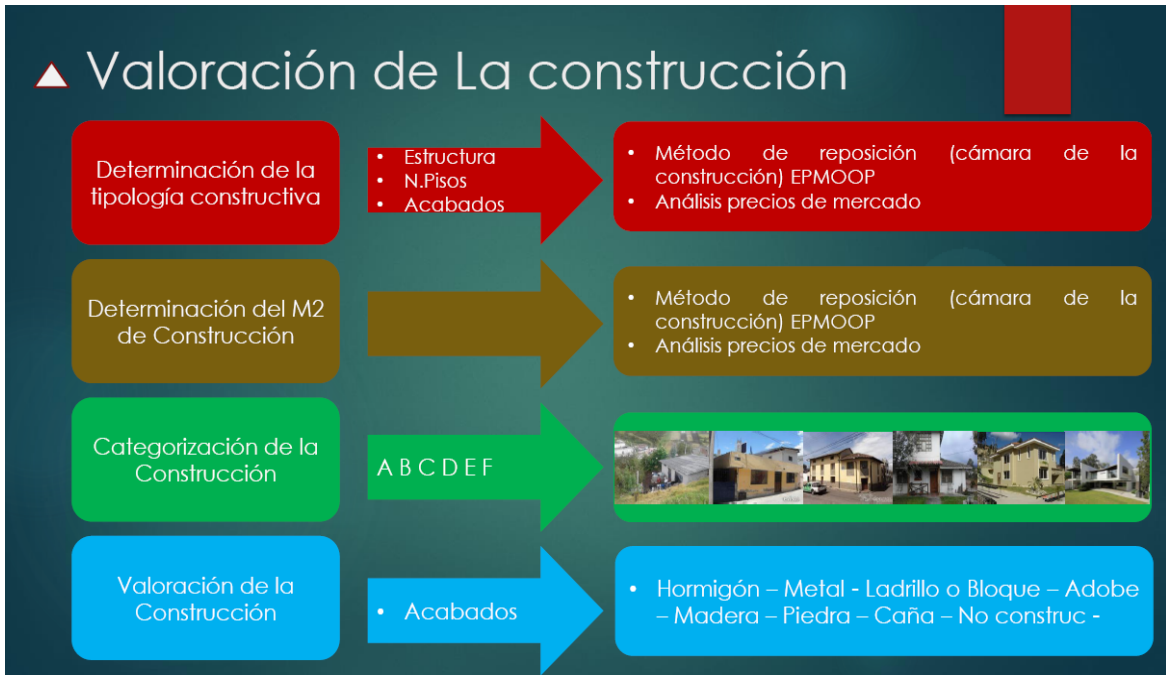 Valoración de La construcción
Determinación de la
tipología constructiva
• Estructura
• N.Pisos
• Acabados
• Método de reposición (cámara de la
construcción) EPMOOP
• Análisis precios de mercado
Determinación del M2
de Construcción
• Método de reposición (cámara de la
construcción) EPMOOP
• Análisis precios de mercado
Categorización de la
Construcción
A B C D E F
Valoración de la
Construcción
• Acabados
• Hormigón – Metal - Ladrillo o Bloque – Adobe
– Madera – Piedra – Caña – No construc -